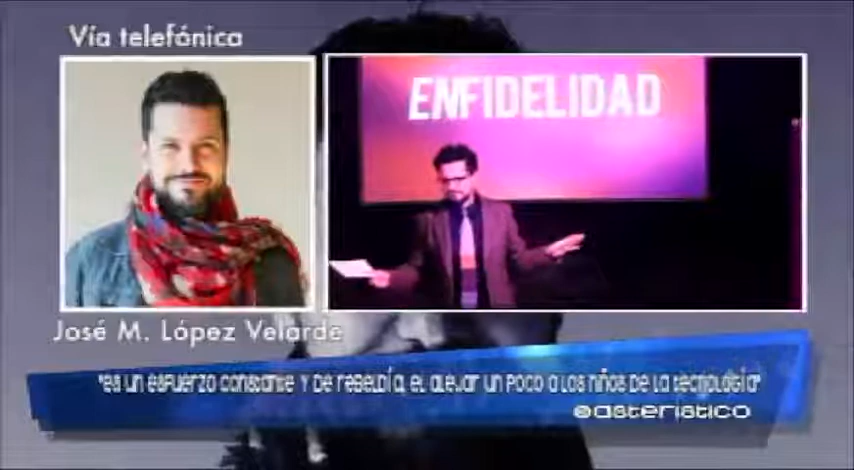 Vía telefónica
ENFIDELIDAD
José M. López Velarde
"ES UN ESFUERZO CONSTANTE Y DE REBELDÍA, EL ALEJAR UN POCO A LOS NIÑOS DE LA TECNOLOGÍA"
@asteristico